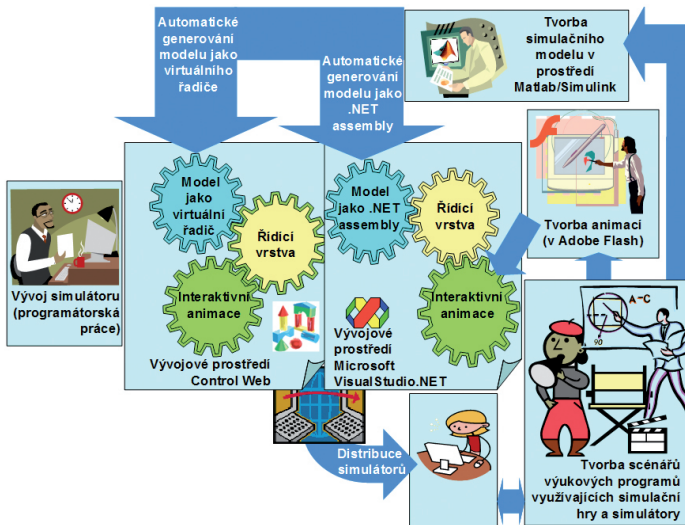 Automatické
generování
modelu jako
virtuálního
řadiče
Automatické
generování
modelu jako
.NET
assembly
Tvorba
simulačního
modelu v
prostředí
Matlab/Simulink
Model
jako
virtuální
řadič
Řídící
vrstva
Interaktivní
animace
Vývojové prostředí
Control Web
Model
jako .NET
assembly
Řídící
vrstva
Interaktivní
animace
Vývojové
prostředí
Microsoft
VisualStudio.NET
Tvorba animací
(v Adobe Flash)
Vývoj simulátoru
(programátorská
práce)
Distribuce
simulátorů
A-C
90
Tvorba scénářů
výukových programů
využívajících simulační
hry a simulátory